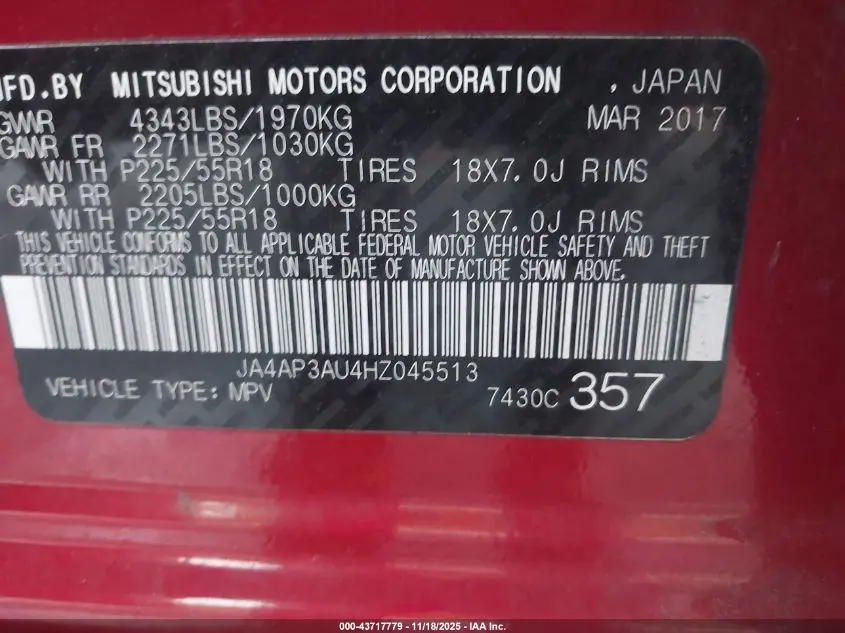 MFD.BY MITSUBISHI MOTORS CORPORATION , JAPAN
GVWR 4343LBS/1970KG MAR 2017
GAWR FR 2271LBS/1030KG
WITH P225/55R18 TIRES 18X7.0J RIMS
GAWR RR 2205LBS/1000KG
WITH P225/55R18 TIRES 18X7.0J RIMS
THIS VEHICLE CONFORMS TO ALL APPLICABLE FEDERAL MOTOR VEHICLE SAFETY AND THEFT
PREVENTION STANDARDS IN EFFECT ON THE DATE OF MANUFACTURE SHOWN ABOVE.
JA4AP3AU4HZ045513
VEHICLE TYPE: MPV 7430C 357
000-43717779 - 11/18/2025 - IAA Inc.